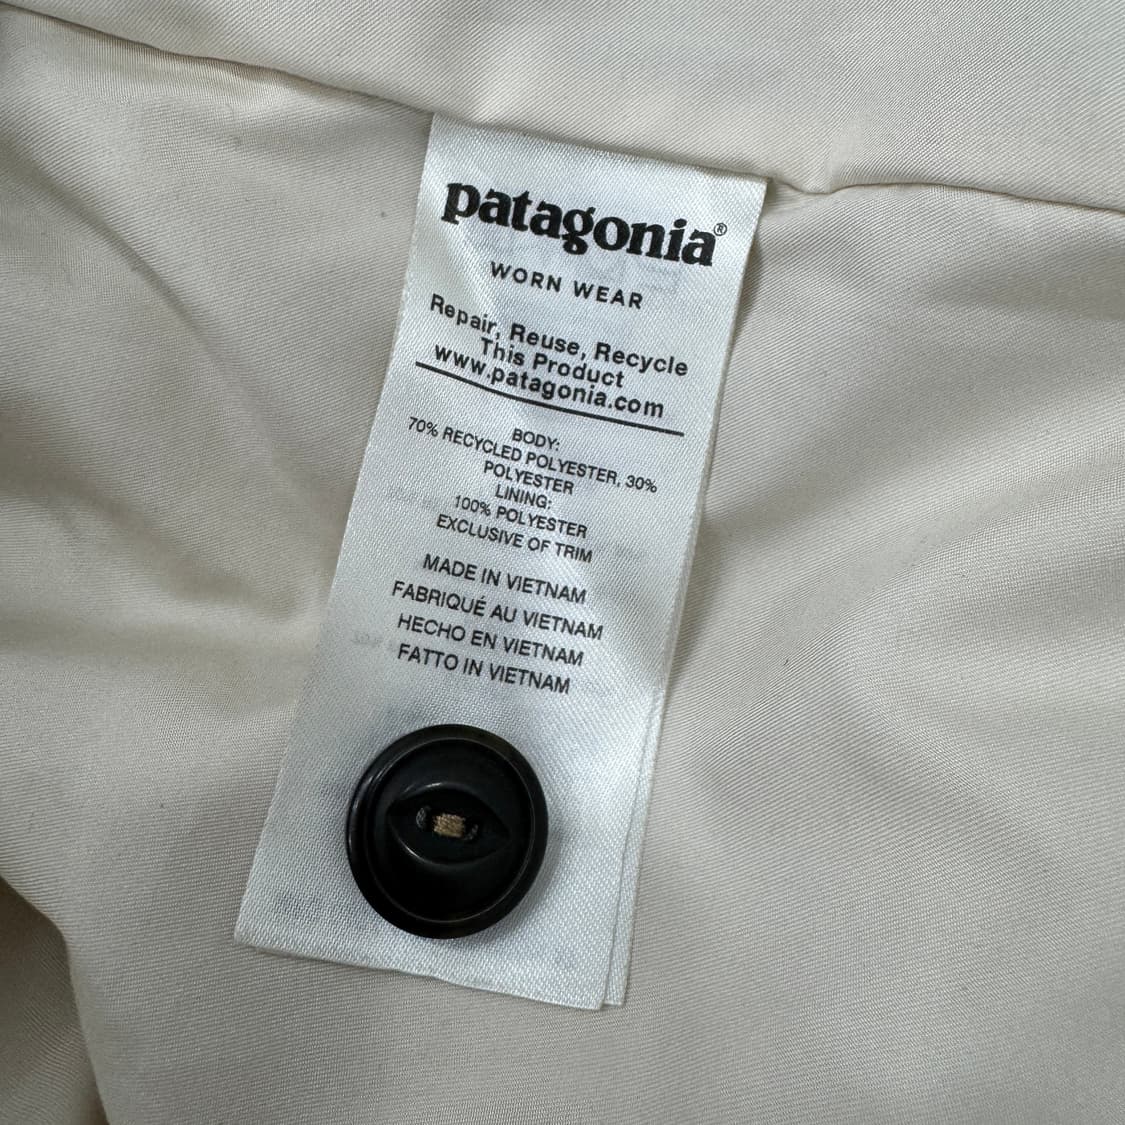 patagonia®
WORN WEAR
Repair, Reuse, Recycle
This Product
www.patagonia.com
BODY:
70% RECYCLED POLYESTER, 30%
POLYESTER
LINING:
100% POLYESTER
EXCLUSIVE OF TRIM
MADE IN VIETNAM
FABRIQUÉ AU VIETNAM
HECHO EN VIETNAM
FATTO IN VIETNAM